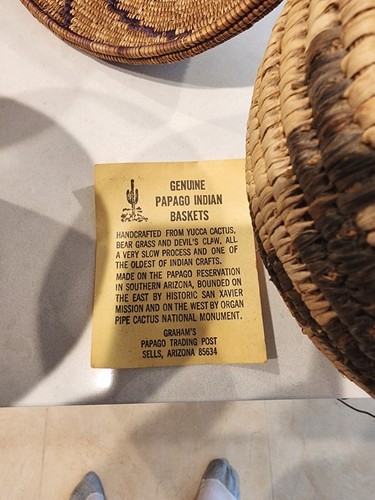 GENUINE
PAPAGO INDIAN
BASKETS
HANDCRAFTED FROM YUCCA CACTUS,
BEAR GRASS AND DEVIL'S CLAW. ALL
A VERY SLOW PROCESS AND ONE OF
THE OLDEST OF INDIAN CRAFTS.
MADE ON THE PAPAGO RESERVATION
IN SOUTHERN ARIZONA, BOUNDED ON
THE EAST BY HISTORIC SAN XAVIER
MISSION AND ON THE WEST BY ORGAN
PIPE CACTUS NATIONAL MONUMENT.
GRAHAM'S
PAPAGO TRADING POST
SELLS, ARIZONA 85634